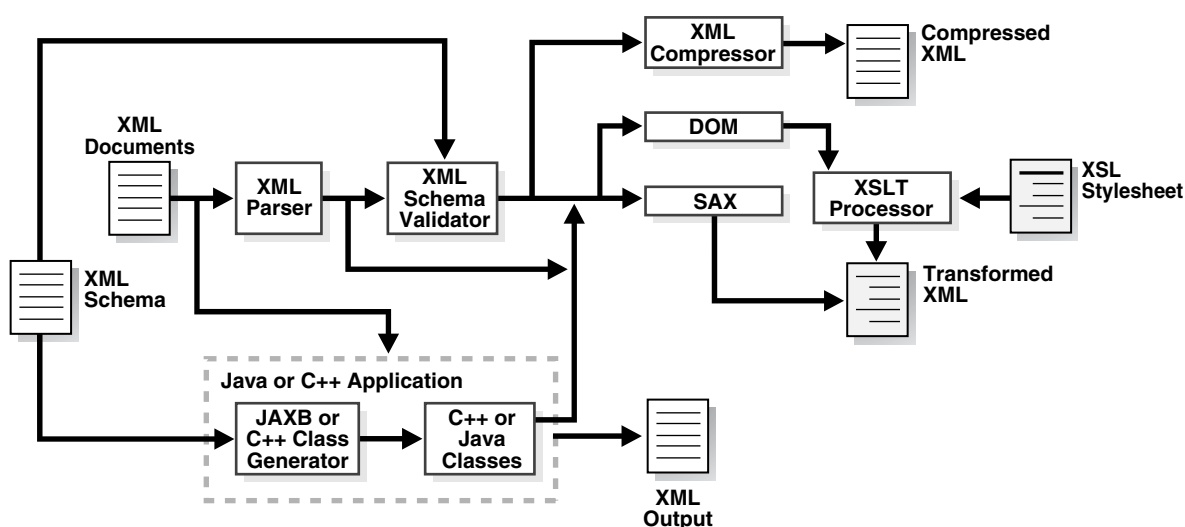 XML
Compressor
Compressed
XML
XML
Documents
DOM
XML
Parser
XML
Schema
Validator
SAX
XSLT
Processor
XSL
Stylesheet
XML
Schema
Transformed
XML
Java or C++ Application
JAXB or
C++ Class
Generator
C++ or
Java
Classes
XML
Output